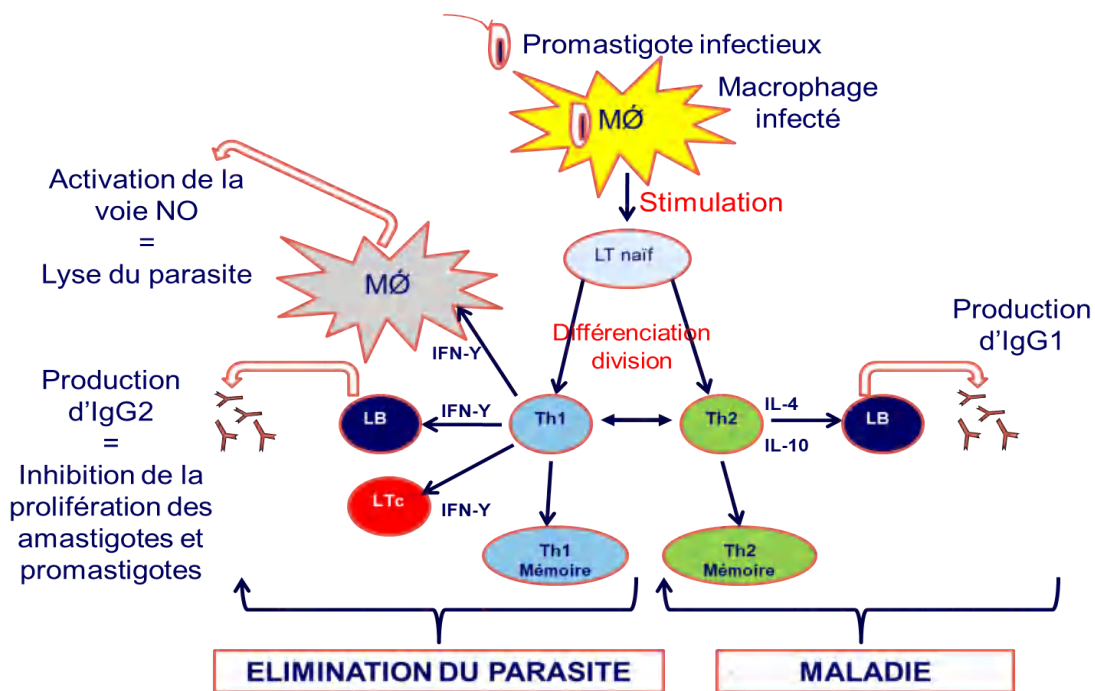 Promastigote infectieux
Macrophage
infecté
MØ
Stimulation
LT naïf
Activation de la
voie NO
=
Lyse du parasite
MØ
Différenciation
division
Production
d'IgG1
IFN-Y
Production
d'IgG2
=
Inhibition de la
prolifération des
amastigotes et
promastigotes
LB
IFN-Y
Th1
Th2
IL-4
IL-10
LB
LTc
IFN-Y
Th1
Mémoire
Th2
Mémoire
ELIMINATION DU PARASITE
MALADIE